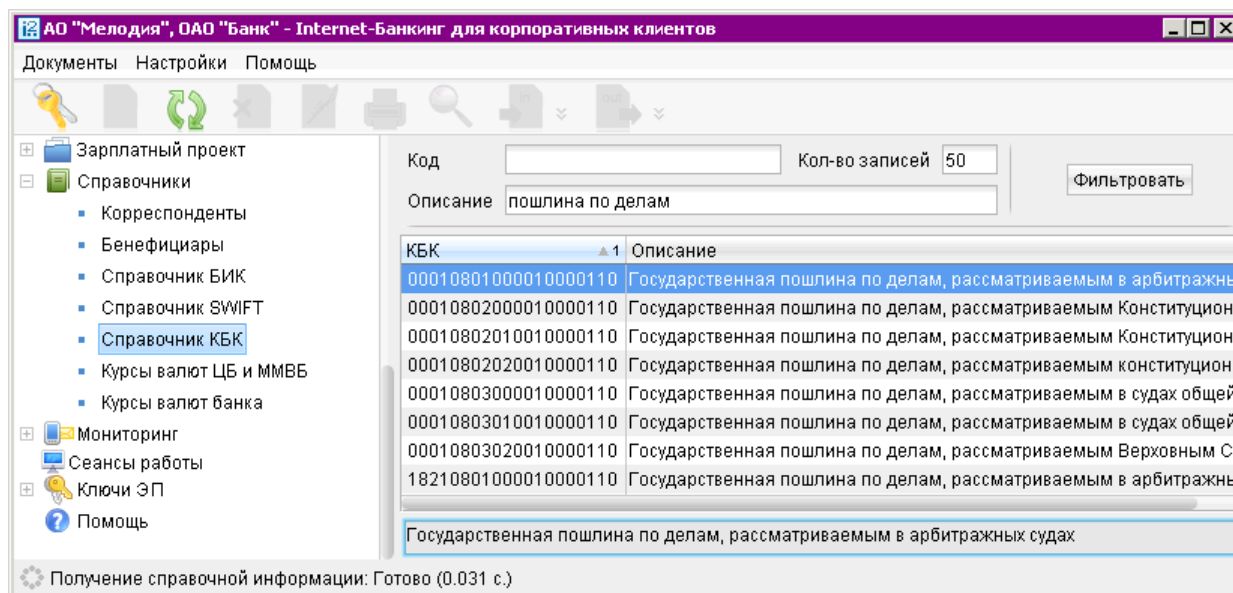 АО "Мелодия", ОАО "Банк" - Internet-Банкинг для корпоративных клиентов
Документы Настройки Помощь
in out
Зарплатный проект
Справочники
Корреспонденты
Бенефициары
Справочник БИК
Справочник SWIFT
Справочник КБК
Курсы валют ЦБ и ММВБ
Курсы валют банка
Мониторинг
Сеансы работы
Ключи ЭП
Помощь
Код Кол-во записей 50
Фильтровать
Описание пошлина по делам
КБК 1 Описание
00010801000010000110 Государственная пошлина по делам, рассматриваемым в арбитражны
00010802000010000110 Государственная пошлина по делам, рассматриваемым Конституцион
00010802010010000110 Государственная пошлина по делам, рассматриваемым Конституцион
00010802020010000110 Государственная пошлина по делам, рассматриваемым конституцион
00010803000010000110 Государственная пошлина по делам, рассматриваемым в судах общей
00010803010010000110 Государственная пошлина по делам, рассматриваемым в судах общей
00010803020010000110 Государственная пошлина по делам, рассматриваемым Верховным С
18210801000010000110 Государственная пошлина по делам, рассматриваемым в арбитражны
Государственная пошлина по делам, рассматриваемым в арбитражных судах
Получение справочной информации: Готово (0.031 с.)